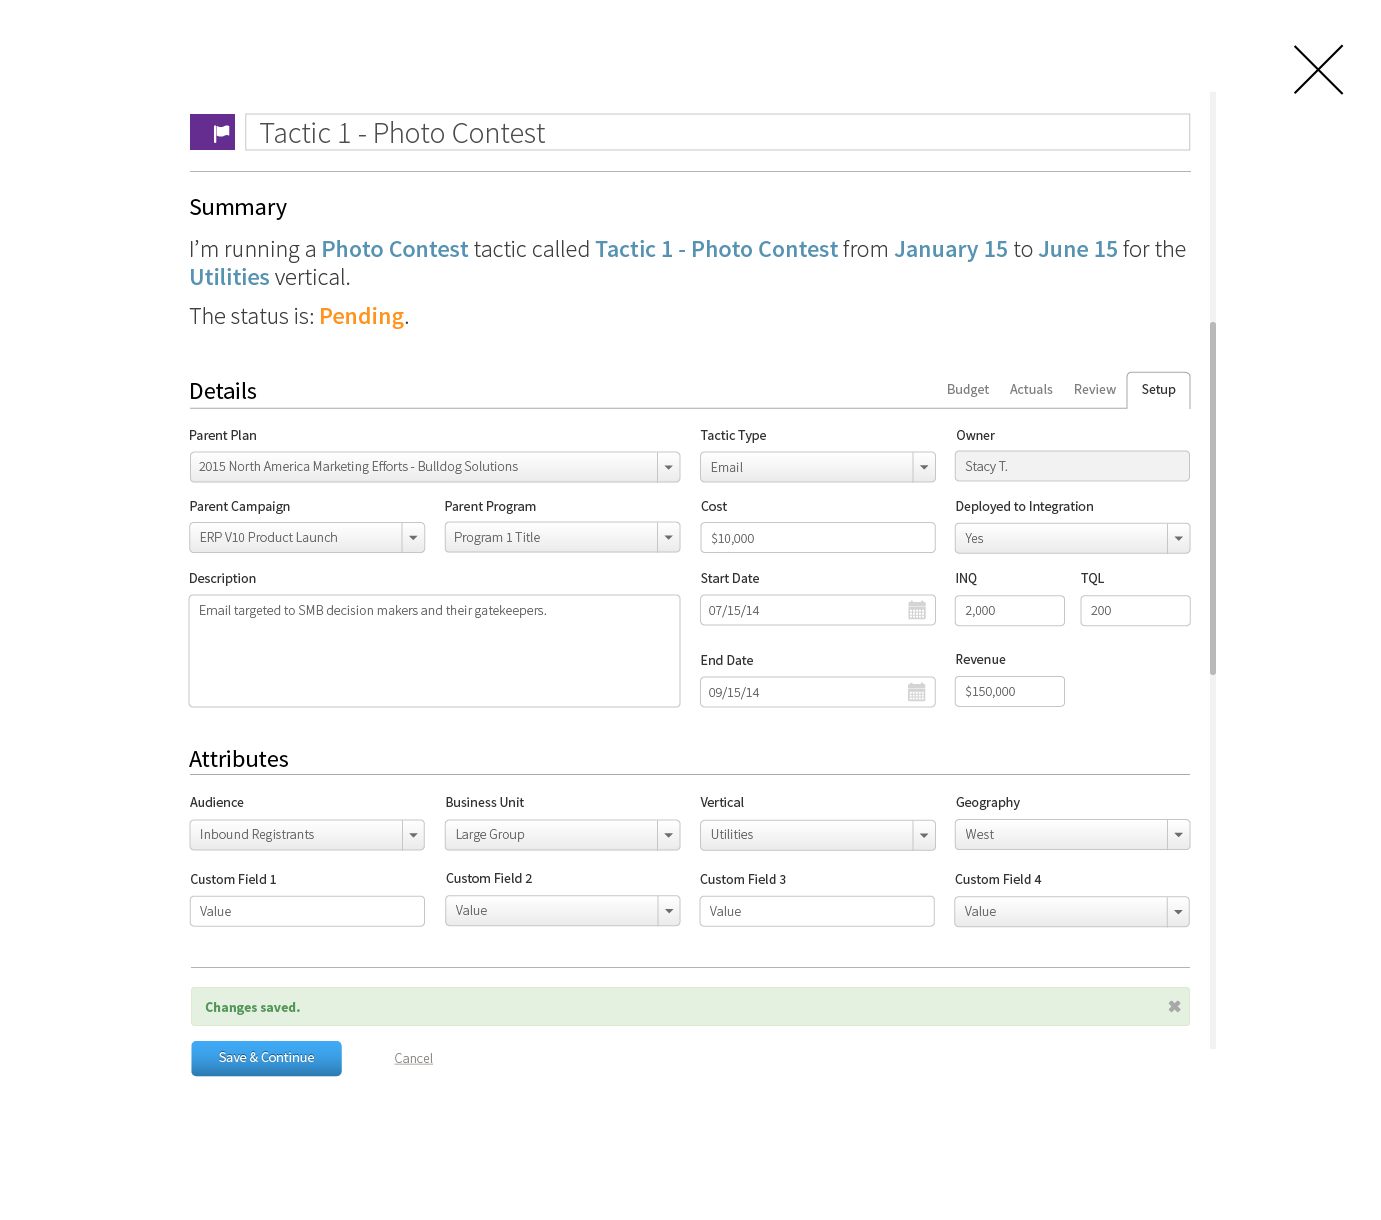 Tactic 1 - Photo Contest
Summary
I’m running a Photo Contest tactic called Tactic 1 - Photo Contest from January 15 to June 15 for the
Utilities vertical.
The status is: Pending.
Details
Budget Actuals Review Setup
Parent Plan Tactic Type Owner
2015 North America Marketing Efforts - Bulldog Solutions Email Stacy T.
Parent Campaign Parent Program Cost Deployed to Integration
ERP V10 Product Launch Program 1 Title $10,000 Yes
Description Start Date INQ TQL
Email targeted to SMB decision makers and their gatekeepers. 07/15/14 2,000 200
End Date Revenue
09/15/14 $150,000
Attributes
Audience Business Unit Vertical Geography
Inbound Registrants Large Group Utilities West
Custom Field 1 Custom Field 2 Custom Field 3 Custom Field 4
Value Value Value Value
Changes saved.
Save & Continue Cancel